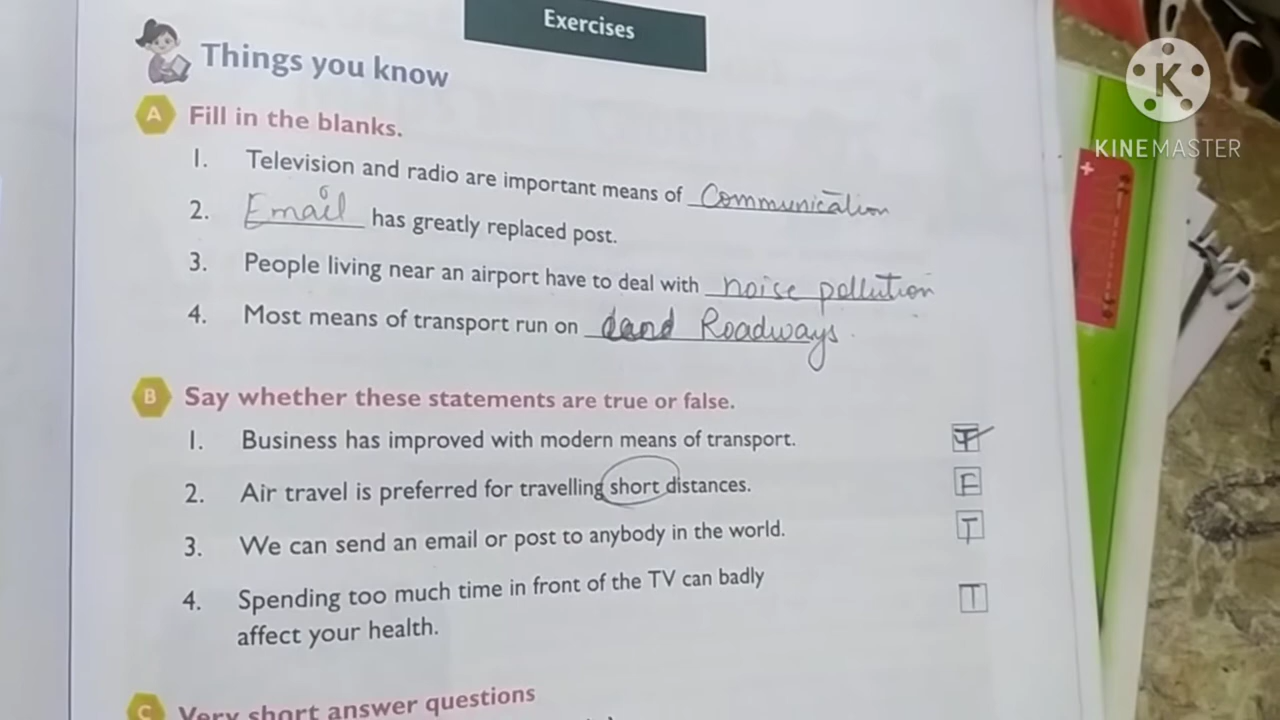 Exercises
Things you know
A Fill in the blanks.
1. Television and radio are important means of Communication
2. Email has greatly replaced post.
3. People living near an airport have to deal with noise pollution
4. Most means of transport run on land Roadways.
B Say whether these statements are true or false.
1. Business has improved with modern means of transport. T
2. Air travel is preferred for travelling short distances. F
3. We can send an email or post to anybody in the world. T
4. Spending too much time in front of the TV can badly T
affect your health.
C Very short answer questions
K
KINEMASTER